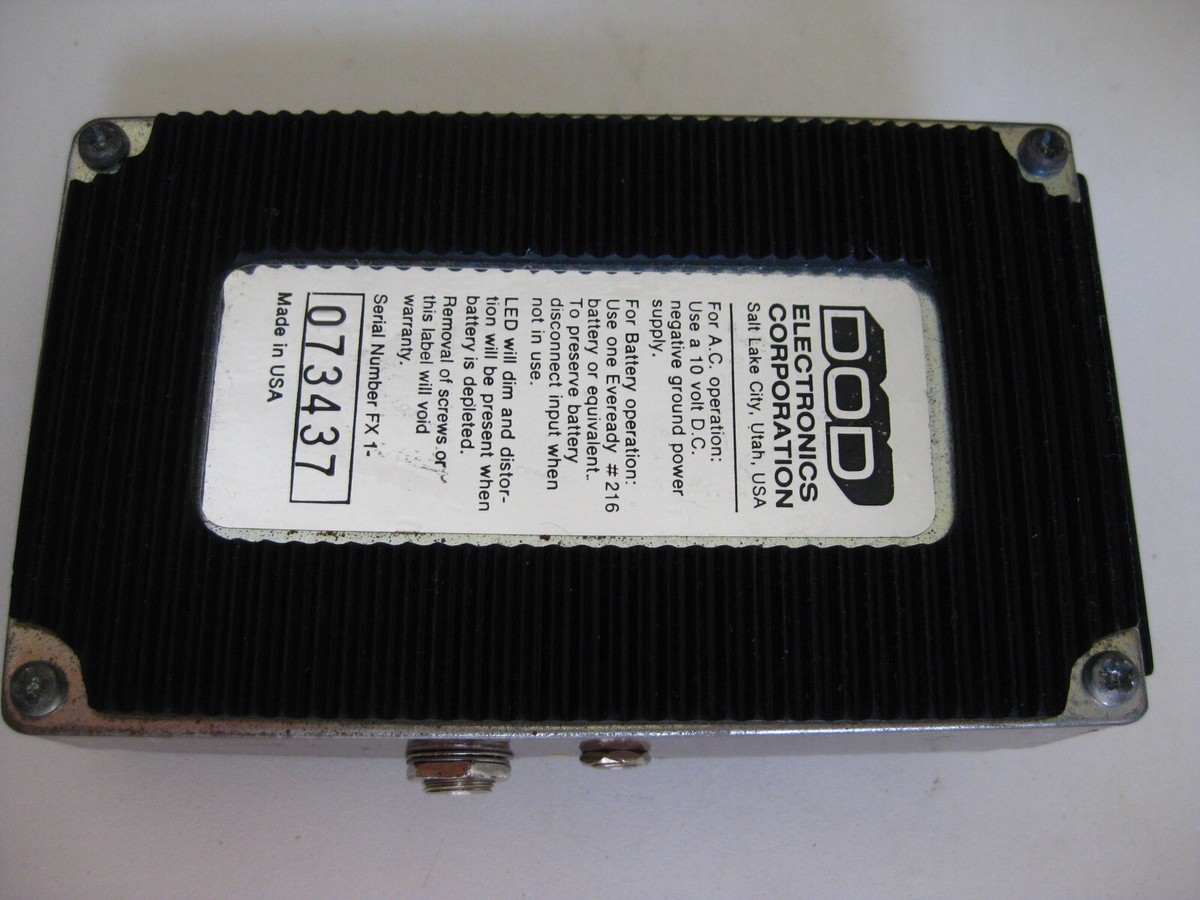 DOD
ELECTRONICS
CORPORATION
Salt Lake City, Utah, USA
For A.C. operation:
Use a 10 volt D.C.
negative ground power
supply.
For Battery operation:
Use one Eveready #216
battery or equivalent.
To preserve battery
disconnect input when
not in use.
LED will dim and distor-
tion will be present when
battery is depleted.
Removal of screws or
this label will void
warranty.
Serial Number FX 1-
073437
Made in USA